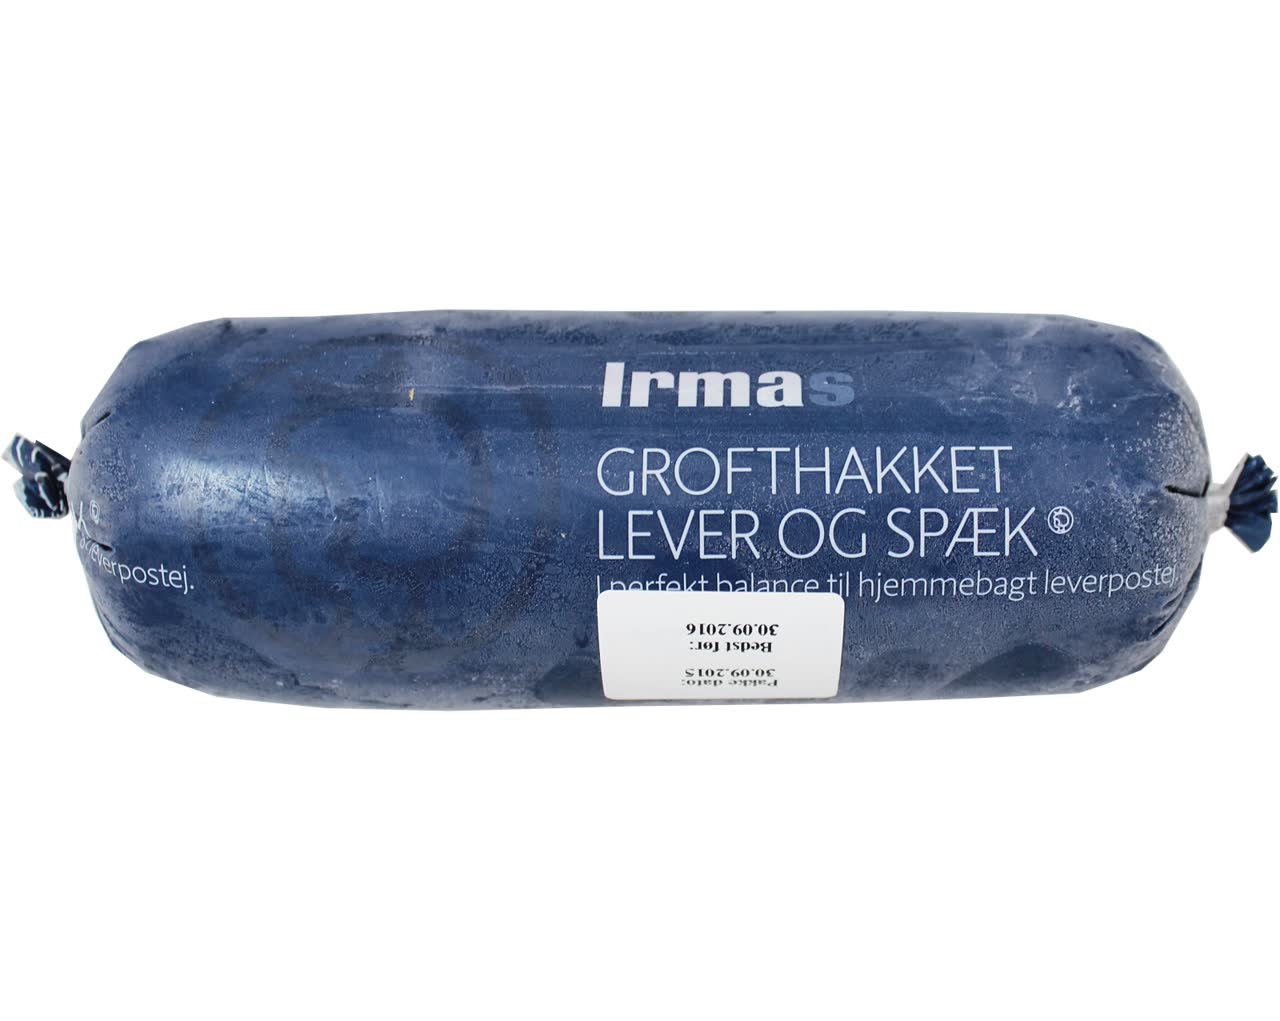 Irmas
GROFTHAKKET
LEVER OG SPÆK
I perfekt balance til hjemmebagt leverpostej.
leverpostej.
Pakke dato:
30.09.2015
Bedst før:
30.09.2016